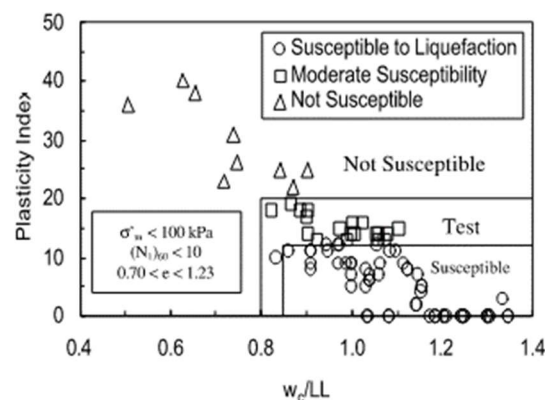 50
40
30
20
10
0
Plasticity Index
Susceptible to Liquefaction
Moderate Susceptibility
Not Susceptible
Not Susceptible
Test
Susceptible
< 100 kPa
(N₁)₆₀ < 10
0.70 < e < 1.23
0.4 0.6 0.8 1.0 1.2 1.4
w꜀/LL